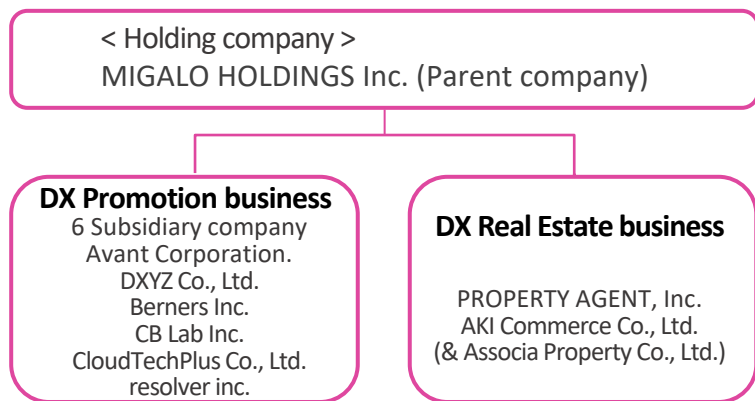 < Holding company >
MIGALO HOLDINGS Inc. (Parent company)
DX Promotion business
6 Subsidiary company
Avant Corporation.
DXYZ Co., Ltd.
Berners Inc.
CB Lab Inc.
CloudTechPlus Co., Ltd.
resolver inc.
DX Real Estate business
PROPERTY AGENT, Inc.
AKI Commerce Co., Ltd.
(& Associa Property Co., Ltd.)